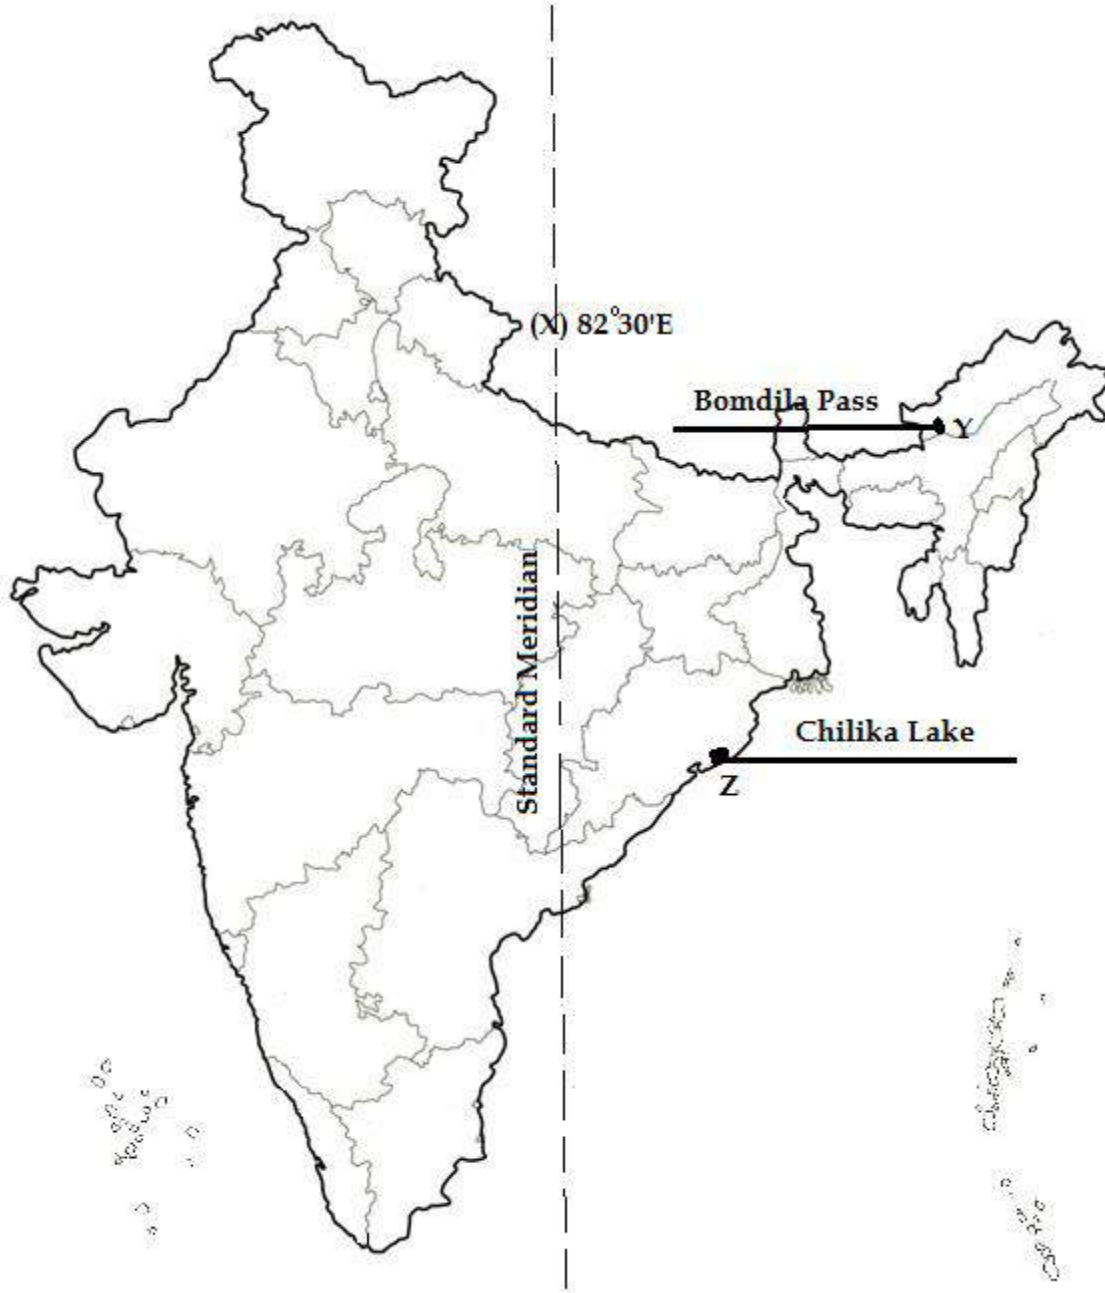 (X) 82°30'E
Bomdila Pass
Y
Standard Meridian
Chilika Lake
Z